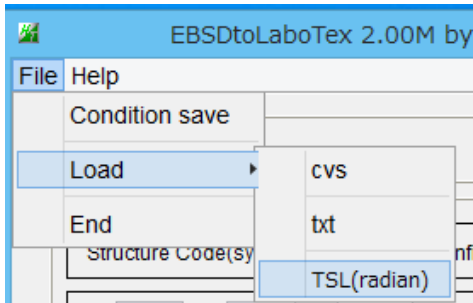 EBSDtoLaboTex 2.00M by
File Help
Condition save
Load
cvs
End
txt
Structure Code(sy
TSL(radian)